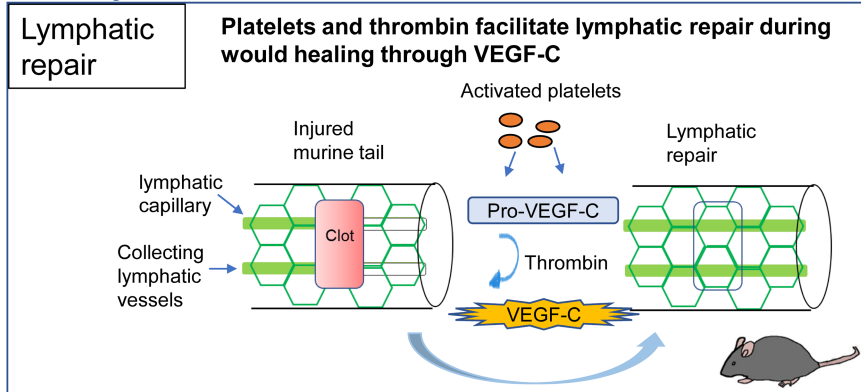 Lymphatic
repair
Platelets and thrombin facilitate lymphatic repair during
would healing through VEGF-C
Activated platelets
Injured
murine tail
Lymphatic
repair
lymphatic
capillary
Pro-VEGF-C
Clot
Collecting
lymphatic
vessels
Thrombin
VEGF-C